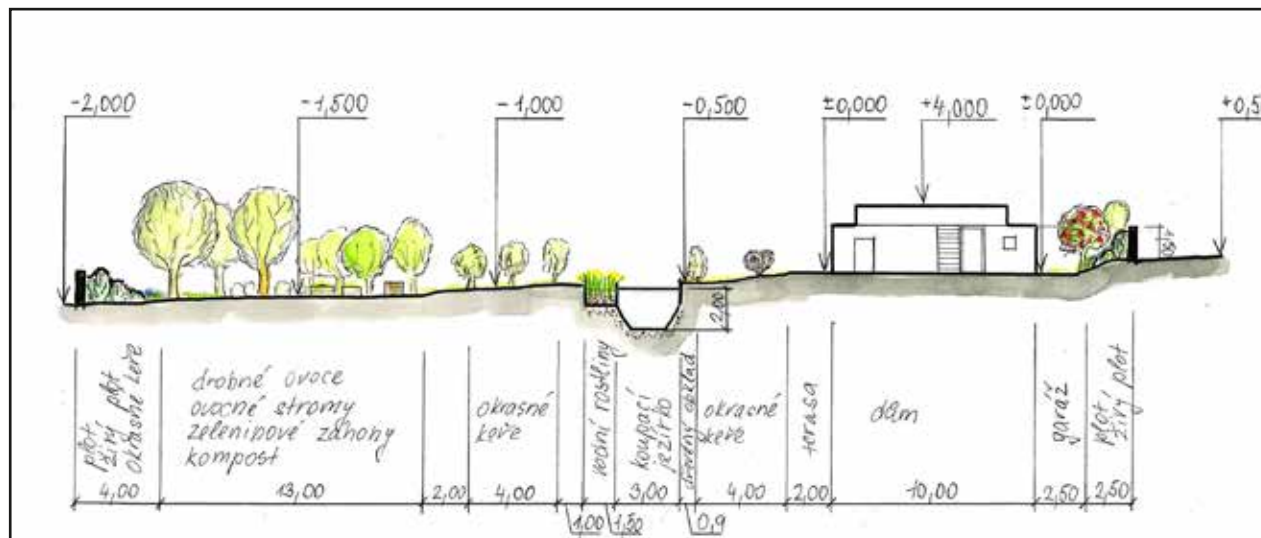 -2,000
-1,500
-1,000
-0,500
±0,000
+4,000
±0,000
+0,5
1,80
2,00
plot
živý plot
okrasné keře
drobné ovoce
ovocné stromy
zeleninové záhony
kompost
okrasné
keře
vodní rostliny
koupací
jezírko
dřevěný obklad
okrasné
keře
terasa
dům
garáž
plot,
živý plot
4,00
13,00
2,00
4,00
3,00
4,00
2,00
10,00
2,50
2,50
1,00
0,9